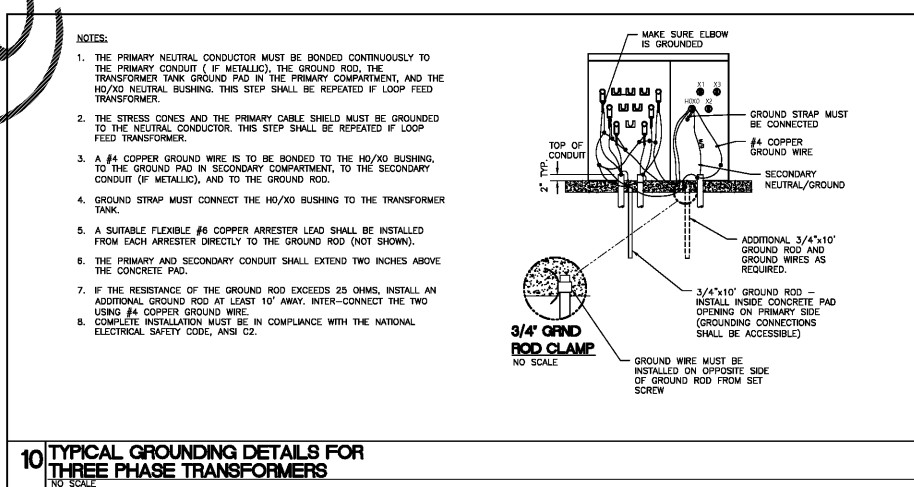 NOTES:
1. THE PRIMARY NEUTRAL CONDUCTOR MUST BE BONDED CONTINUOUSLY TO
THE PRIMARY CONDUIT ( IF METALLIC), THE GROUND ROD, THE
TRANSFORMER TANK GROUND PAD IN THE PRIMARY COMPARTMENT, AND THE
HO/XO NEUTRAL BUSHING. THIS STEP SHALL BE REPEATED IF LOOP FEED
TRANSFORMER.
2. THE STRESS CONES AND THE PRIMARY CABLE SHIELD MUST BE GROUNDED
TO THE NEUTRAL CONDUCTOR. THIS STEP SHALL BE REPEATED IF LOOP
FEED TRANSFORMER.
3. A #4 COPPER GROUND WIRE IS TO BE BONDED TO THE HO/XO BUSHING,
TO THE GROUND PAD IN SECONDARY COMPARTMENT, TO THE SECONDARY
CONDUIT (IF METALLIC), AND TO THE GROUND ROD.
4. GROUND STRAP MUST CONNECT THE HO/XO BUSHING TO THE TRANSFORMER
TANK.
5. A SUITABLE FLEXIBLE #6 COPPER ARRESTER LEAD SHALL BE INSTALLED
FROM EACH ARRESTER DIRECTLY TO THE GROUND ROD (NOT SHOWN).
6. THE PRIMARY AND SECONDARY CONDUIT SHALL EXTEND TWO INCHES ABOVE
THE CONCRETE PAD.
7. IF THE RESISTANCE OF THE GROUND ROD EXCEEDS 25 OHMS, INSTALL AN
ADDITIONAL GROUND ROD AT LEAST 10' AWAY. INTER-CONNECT THE TWO
USING #4 COPPER GROUND WIRE.
8. COMPLETE INSTALLATION MUST BE IN COMPLIANCE WITH THE NATIONAL
ELECTRICAL SAFETY CODE, ANSI C2.
MAKE SURE ELBOW
IS GROUNDED
X1 X3
HOXO X2
GROUND STRAP MUST
BE CONNECTED
#4 COPPER
GROUND WIRE
TOP OF
CONDUIT
2" TYP.
SECONDARY
NEUTRAL/GROUND
ADDITIONAL 3/4"x10'
GROUND ROD AND
GROUND WIRES AS
REQUIRED.
3/4"x10' GROUND ROD –
INSTALL INSIDE CONCRETE PAD
OPENING ON PRIMARY SIDE
(GROUNDING CONNECTIONS
SHALL BE ACCESSIBLE)
3/4" GRND
ROD CLAMP
NO SCALE
GROUND WIRE MUST BE
INSTALLED ON OPPOSITE SIDE
OF GROUND ROD FROM SET
SCREW
10 TYPICAL GROUNDING DETAILS FOR
THREE PHASE TRANSFORMERS
NO SCALE